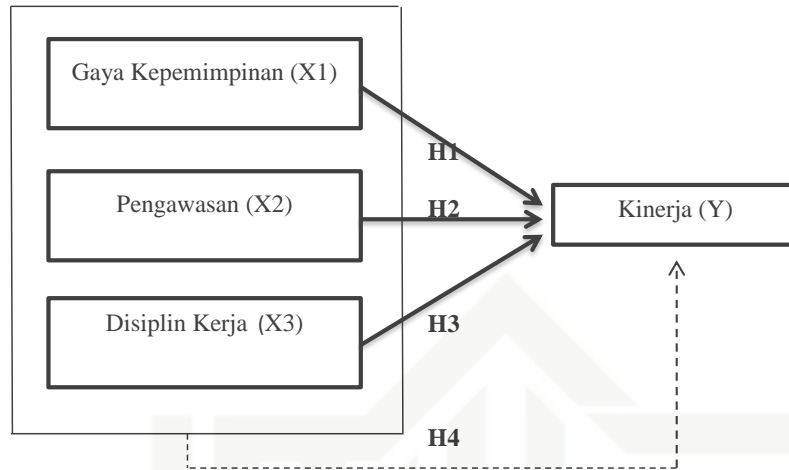 Gaya Kepemimpinan (X1)
H1
Pengawasan (X2)
H2
Kinerja (Y)
Disiplin Kerja (X3)
H3
H4